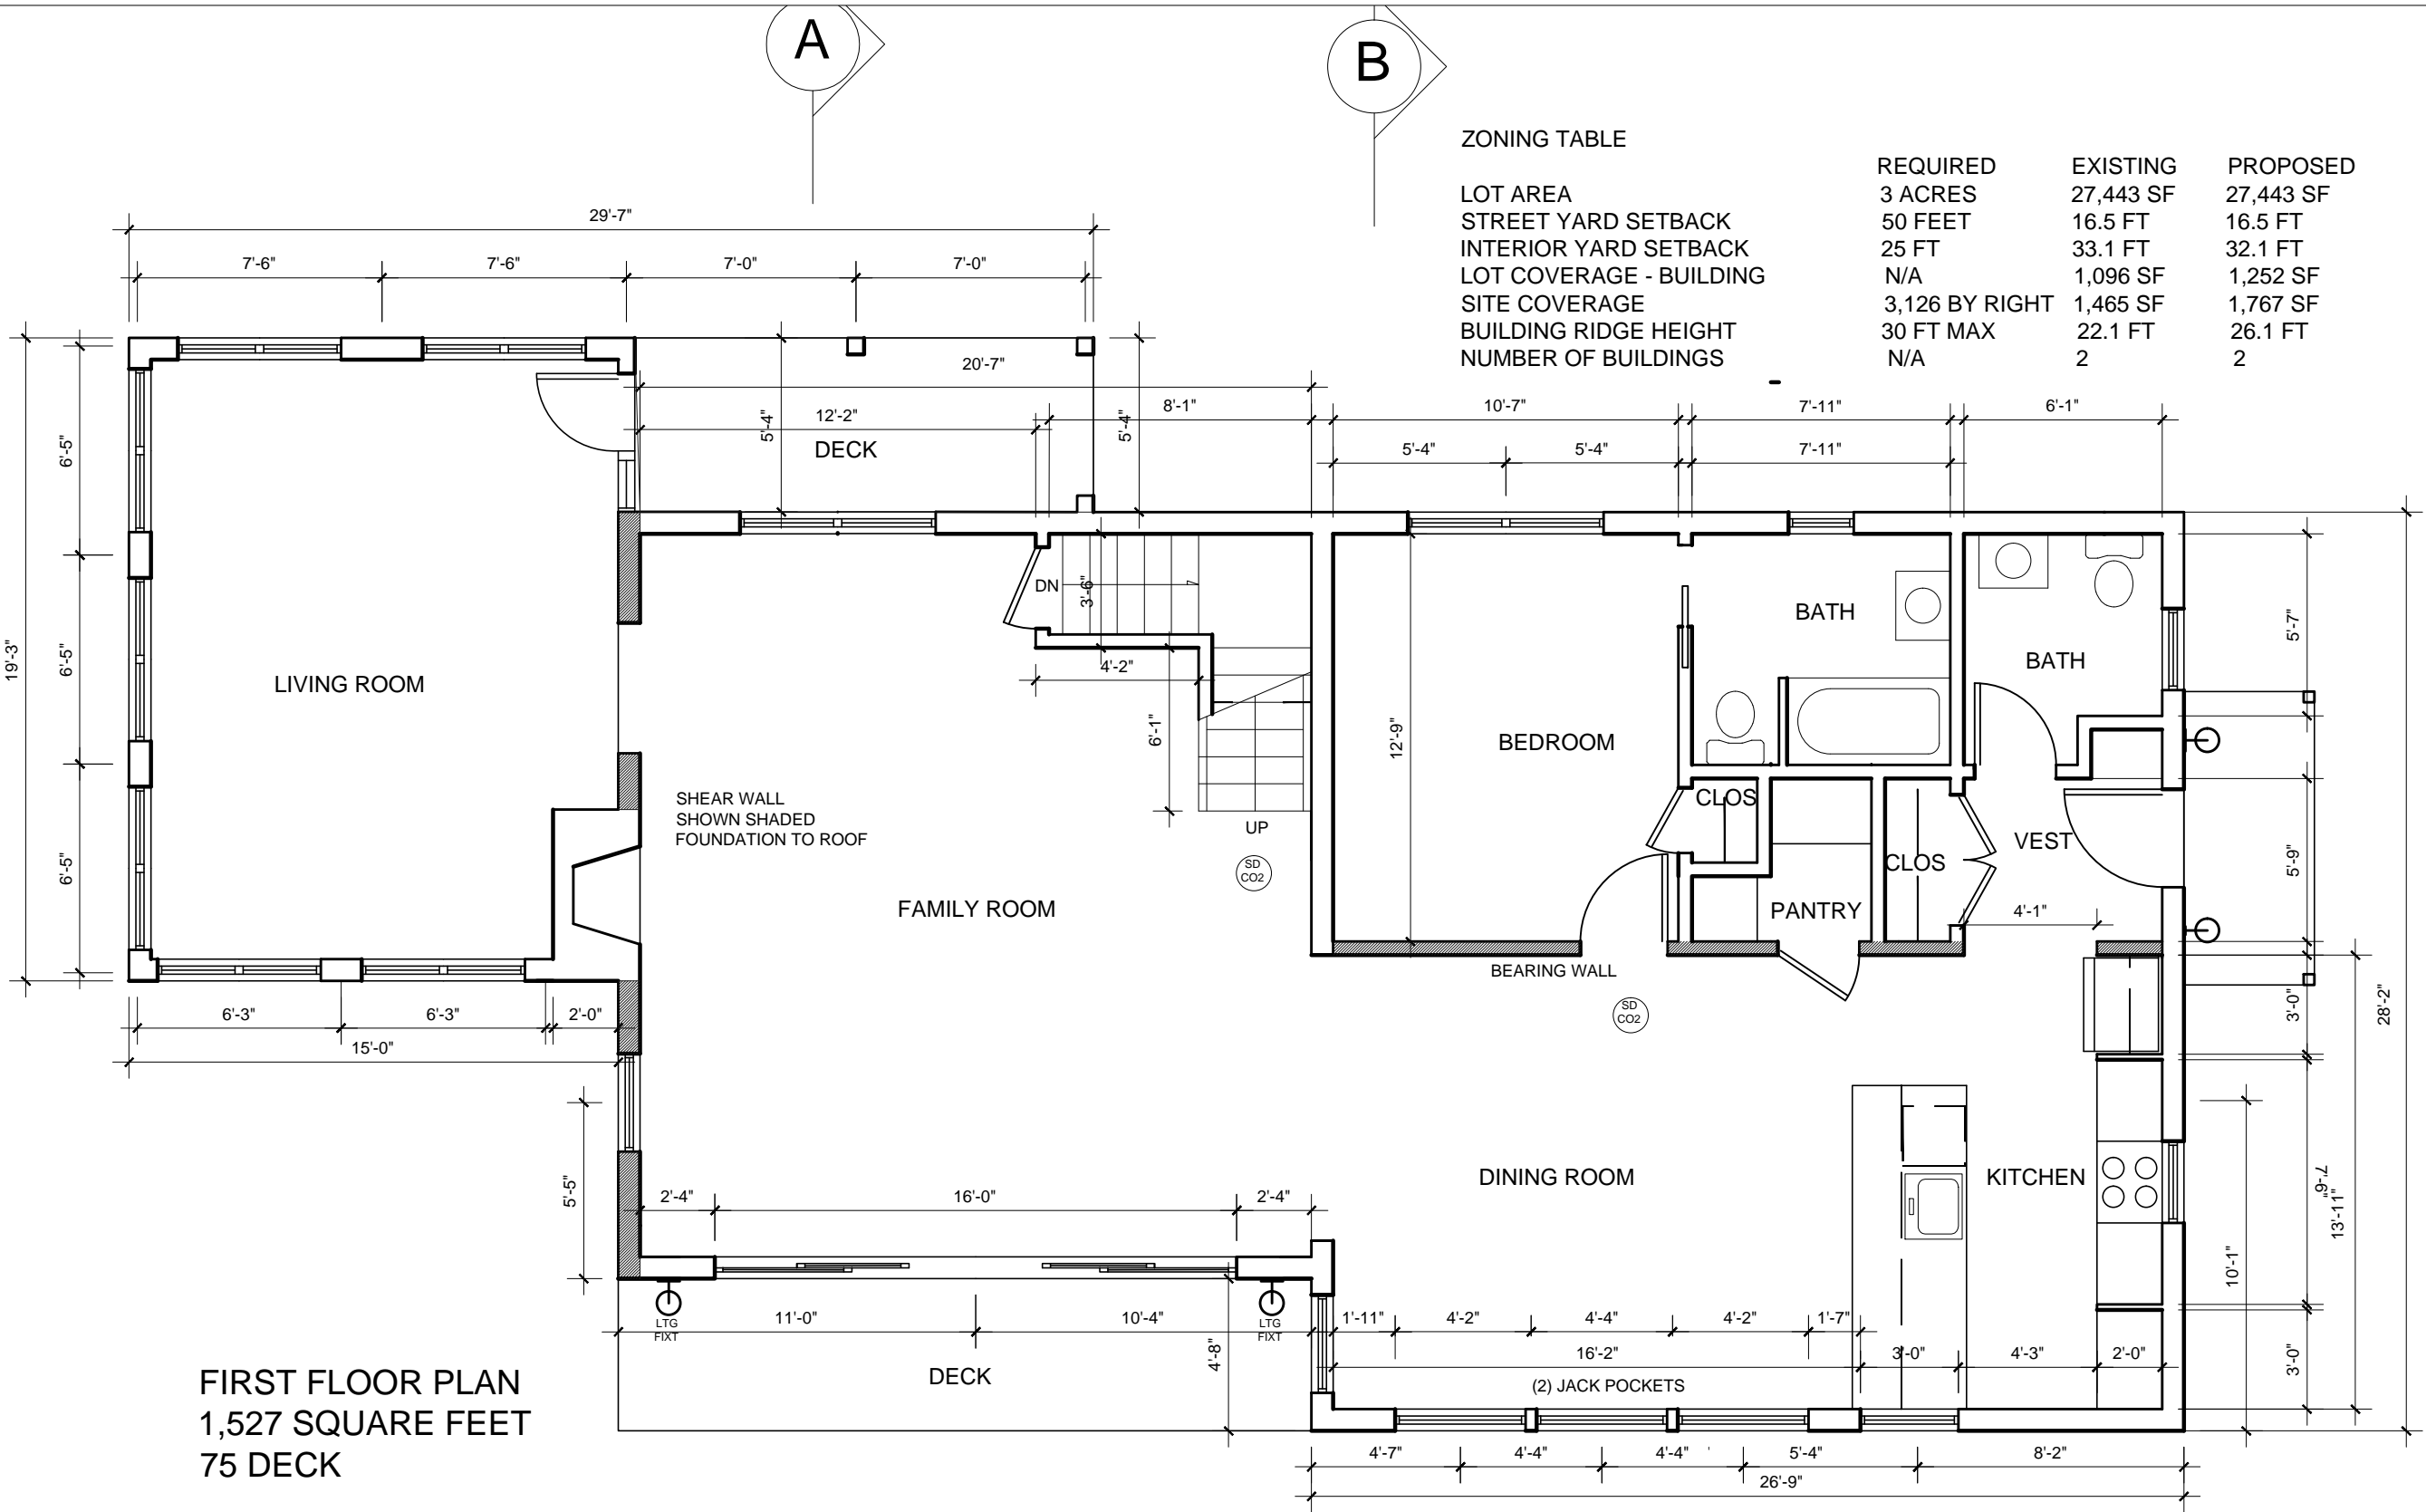 A
B
ZONING TABLE
REQUIRED EXISTING PROPOSED
LOT AREA 3 ACRES 27,443 SF 27,443 SF
STREET YARD SETBACK 50 FEET 16.5 FT 16.5 FT
INTERIOR YARD SETBACK 25 FT 33.1 FT 32.1 FT
LOT COVERAGE - BUILDING N/A 1,096 SF 1,252 SF
SITE COVERAGE 3,126 BY RIGHT 1,465 SF 1,767 SF
BUILDING RIDGE HEIGHT 30 FT MAX 22.1 FT 26.1 FT
NUMBER OF BUILDINGS N/A 2 2
29'-7"
7'-6" 7'-6" 7'-0" 7'-0"
20'-7"
12'-2" 8'-1" 10'-7" 7'-11" 6'-1"
5'-4" 5'-4"
DECK
5'-4" 5'-4" 7'-11"
19'-3"
6'-5"
6'-5"
6'-5"
DN
3'-6"
4'-2"
6'-1"
UP
LIVING ROOM
BATH
BATH
5'-7"
12'-9"
BEDROOM
SHEAR WALL
SHOWN SHADED
FOUNDATION TO ROOF
CLOS
VEST
CLOS
5'-9"
SD
CO2
FAMILY ROOM
PANTRY
4'-1"
BEARING WALL
SD
CO2
3'-0"
28'-2"
6'-3" 6'-3" 2'-0"
15'-0"
5'-5"
2'-4" 16'-0" 2'-4"
DINING ROOM
KITCHEN
7'-6"
13'-11"
10'-1"
LTG
FIXT
11'-0" 10'-4"
LTG
FIXT
4'-8"
1'-11" 4'-2" 4'-4" 4'-2" 1'-7"
16'-2" 3'-0" 4'-3" 2'-0"
3'-0"
(2) JACK POCKETS
DECK
4'-7" 4'-4" 4'-4" 5'-4" 8'-2"
26'-9"
FIRST FLOOR PLAN
1,527 SQUARE FEET
75 DECK